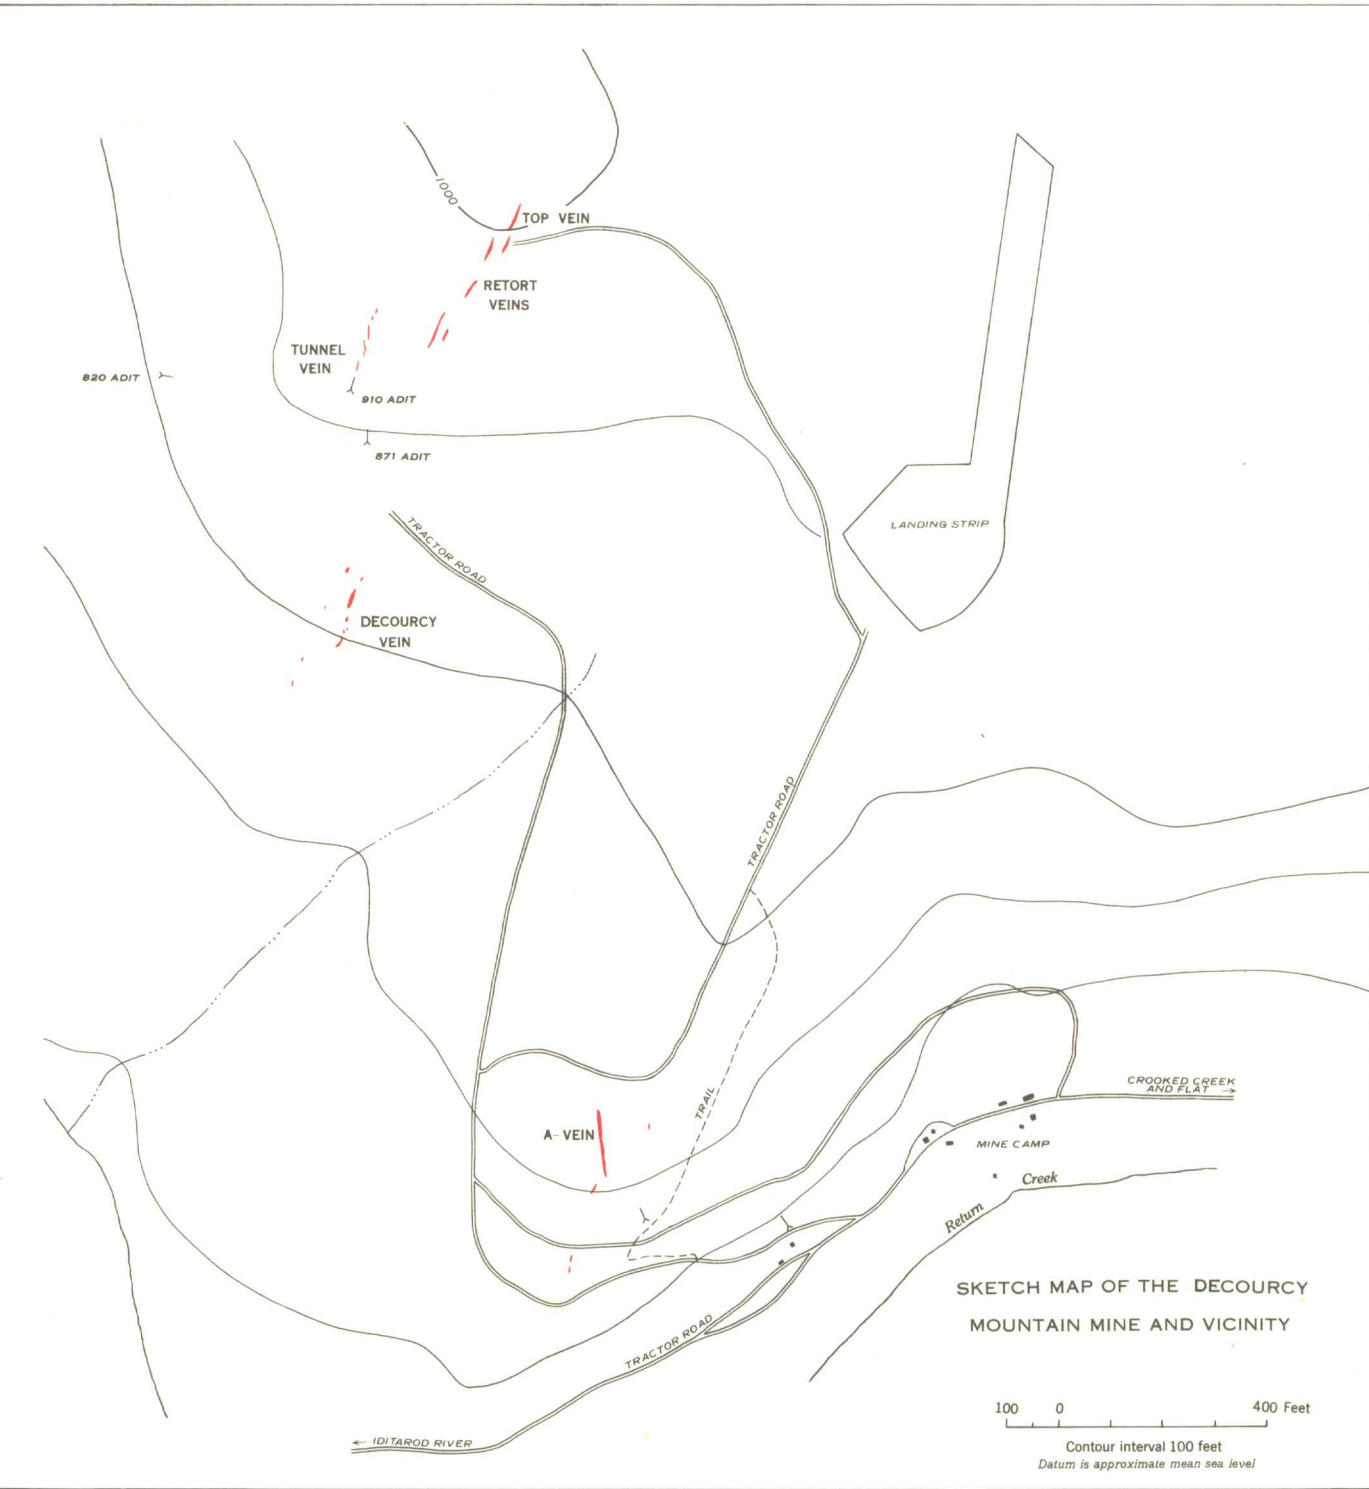 1000
TOP VEIN
RETORT
VEINS
TUNNEL
VEIN
820 ADIT
910 ADIT
871 ADIT
TRACTOR ROAD
LANDING STRIP
DECOURCY
VEIN
TRACTOR ROAD
TRAIL
CROOKED CREEK
AND FLAT →
A-VEIN
MINE CAMP
Return Creek
SKETCH MAP OF THE DECOURCY
MOUNTAIN MINE AND VICINITY
TRACTOR ROAD
← IDITAROD RIVER
100 0 400 Feet
Contour interval 100 feet
Datum is approximate mean sea level